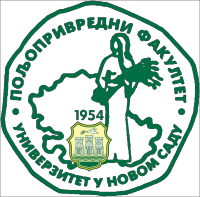 ПОЉОПРИВРЕДНИ ФАКУЛТЕТ
1954
УНИВЕРЗИТЕТ У НОВОМ САДУ